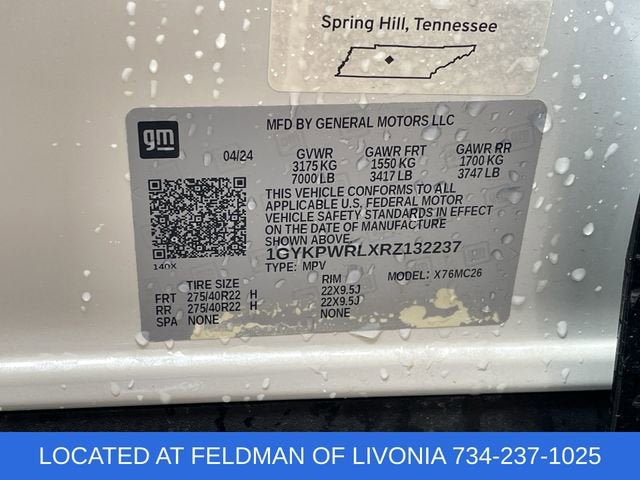 Spring Hill, Tennessee
gm
MFD BY GENERAL MOTORS LLC
04/24 GVWR GAWR FRT GAWR RR
3175 KG 1550 KG 1700 KG
7000 LB 3417 LB 3747 LB
THIS VEHICLE CONFORMS TO ALL
APPLICABLE U.S. FEDERAL MOTOR
VEHICLE SAFETY STANDARDS IN EFFECT
ON THE DATE OF MANUFACTURE
SHOWN ABOVE.
1GYKPWRLXRZ132237
140X
TYPE: MPV MODEL: X76MC26
TIRE SIZE RIM
FRT 275/40R22 H 22X9.5J
RR 275/40R22 H 22X9.5J
SPA NONE NONE
LOCATED AT FELDMAN OF LIVONIA 734-237-1025